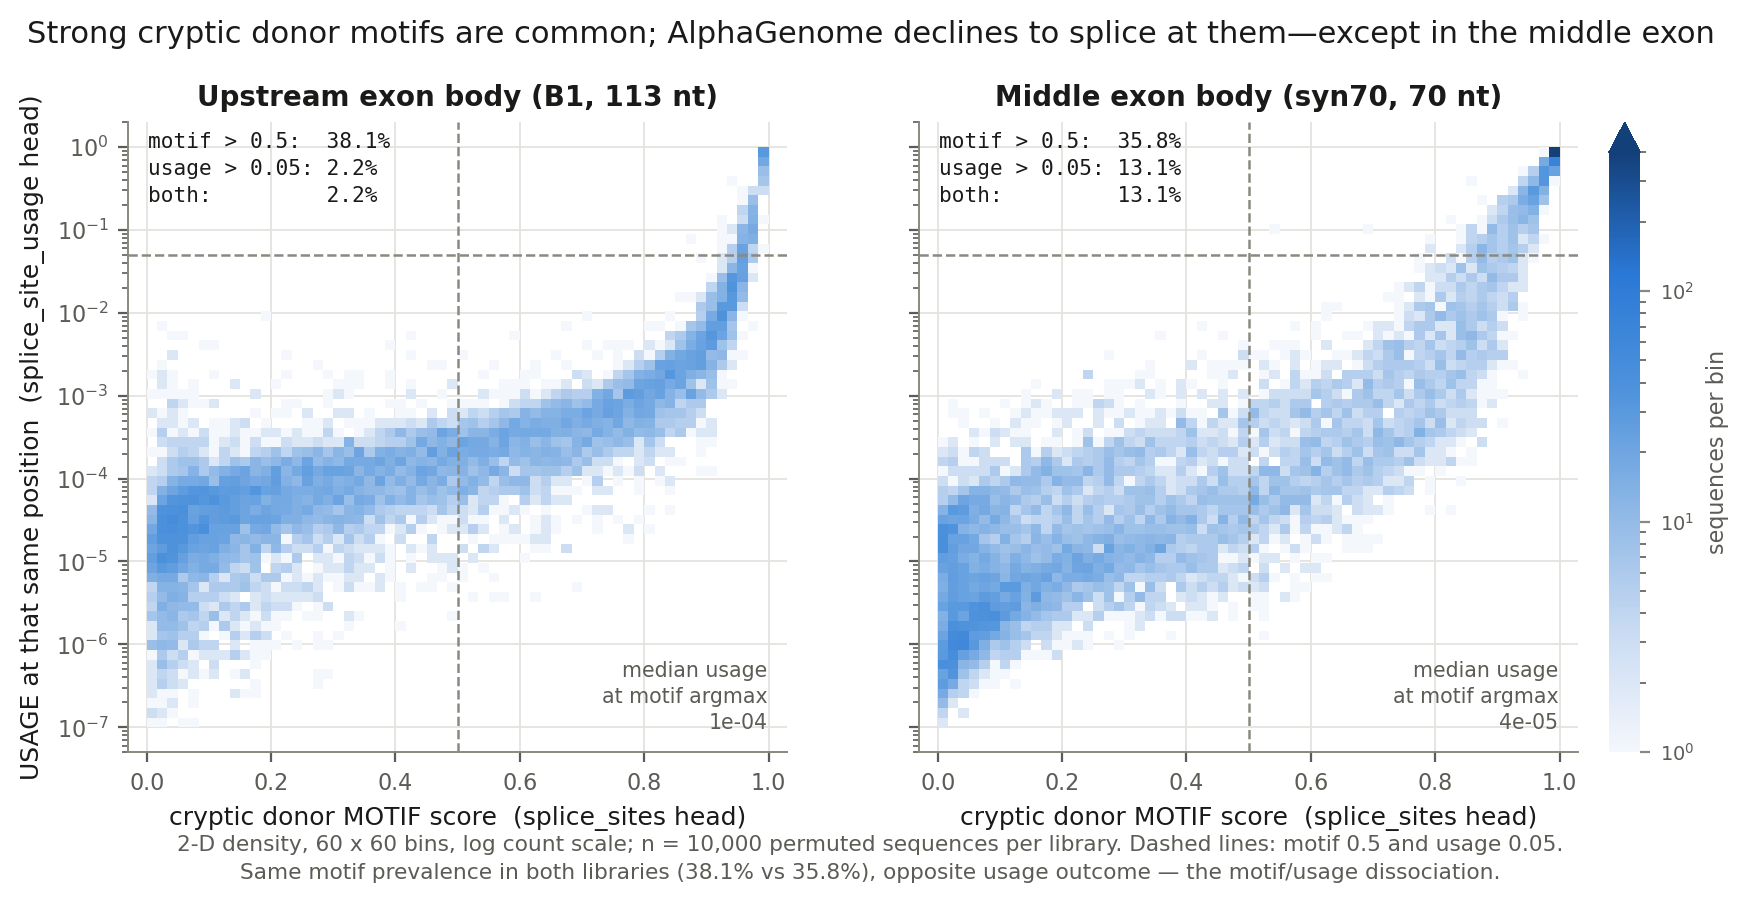 Strong cryptic donor motifs are common; AlphaGenome declines to splice at them—except in the middle exon
Upstream exon body (B1, 113 nt)
motif > 0.5: 38.1%
usage > 0.05: 2.2%
both: 2.2%
USAGE at that same position (splice_site_usage head)
10⁰
10⁻¹
10⁻²
10⁻³
10⁻⁴
10⁻⁵
10⁻⁶
10⁻⁷
median usage
at motif argmax
1e-04
0.0 0.2 0.4 0.6 0.8 1.0
cryptic donor MOTIF score (splice_sites head)
Middle exon body (syn70, 70 nt)
motif > 0.5: 35.8%
usage > 0.05: 13.1%
both: 13.1%
median usage
at motif argmax
4e-05
0.0 0.2 0.4 0.6 0.8 1.0
cryptic donor MOTIF score (splice_sites head)
10²
10¹
10⁰
sequences per bin
2-D density, 60 x 60 bins, log count scale; n = 10,000 permuted sequences per library. Dashed lines: motif 0.5 and usage 0.05.
Same motif prevalence in both libraries (38.1% vs 35.8%), opposite usage outcome — the motif/usage dissociation.